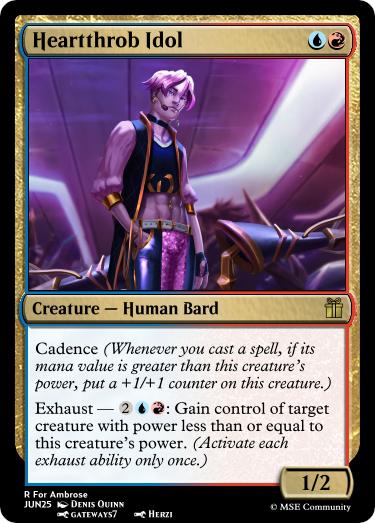 Heartthrob Idol
Creature — Human Bard
Cadence (Whenever you cast a spell, if its
mana value is greater than this creature's
power, put a +1/+1 counter on this creature.)
Exhaust — 2: Gain control of target
creature with power less than or equal to
this creature's power. (Activate each
exhaust ability only once.)
1/2
R For Ambrose
JUN25 Denis Quinn
gateways7 Herzi
© MSE Community